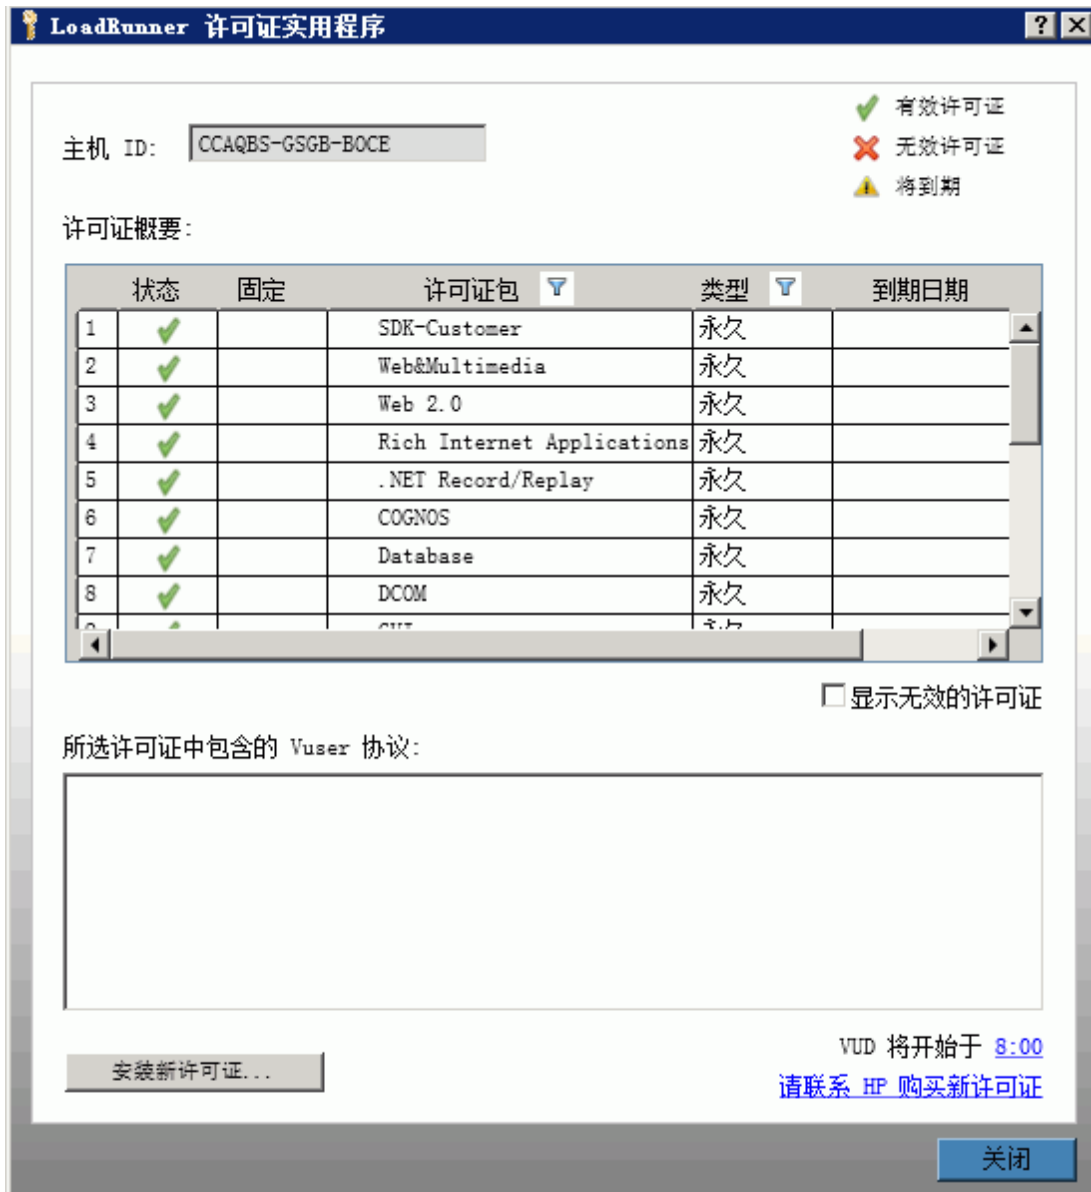 LoadRunner 许可证实用程序
有效许可证
主机 ID: CCAQBS-GSGB-BOCE
无效许可证
将到期
许可证概要:
状态 固定 许可证包 类型 到期日期
1 SDK-Customer 永久
2 Web&Multimedia 永久
3 Web 2.0 永久
4 Rich Internet Applications 永久
5 .NET Record/Replay 永久
6 COGNOS 永久
7 Database 永久
8 DCOM 永久
显示无效的许可证
所选许可证中包含的 Vuser 协议:
VUD 将开始于 8:00
安装新许可证...
请联系 HP 购买新许可证
关闭